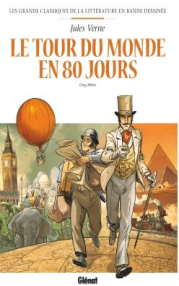 LES GRANDS CLASSIQUES DE LA LITTÉRATURE EN BANDE DESSINÉE
Jules Verne
LE TOUR DU MONDE
EN 80 JOURS
Glénat